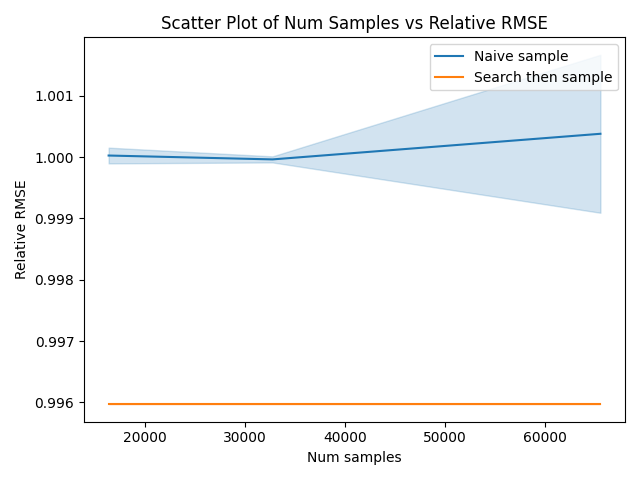 Scatter Plot of Num Samples vs Relative RMSE
Naive sample
Search then sample
1.001
1.000
0.999
0.998
0.997
0.996
Relative RMSE
20000 30000 40000 50000 60000
Num samples